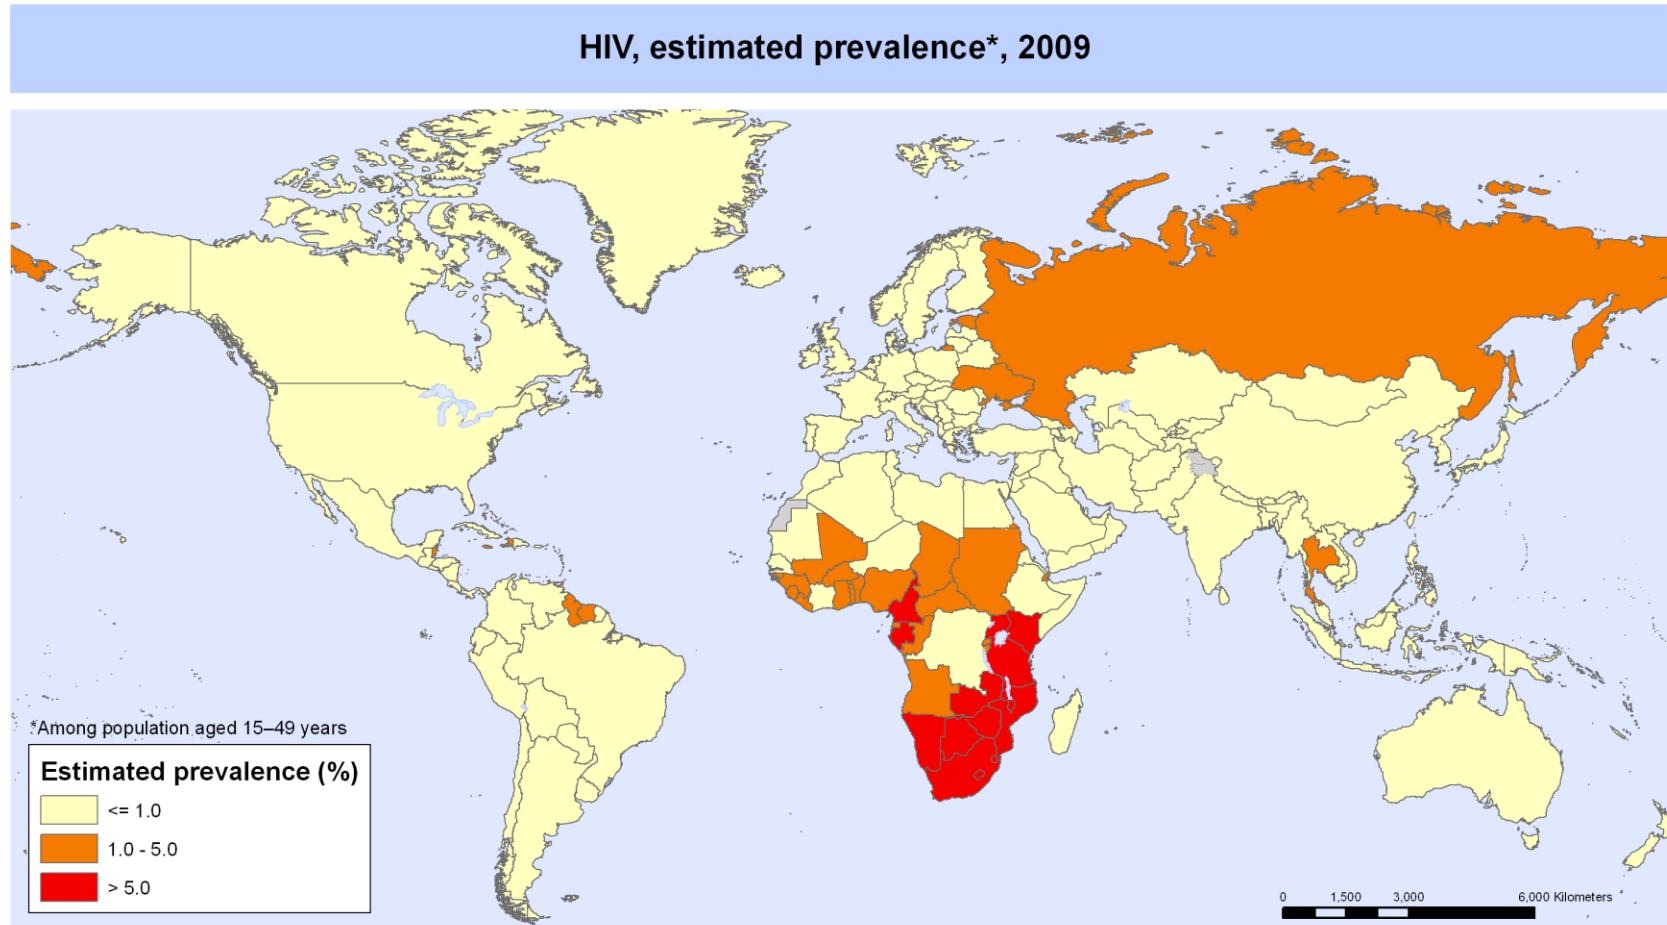 HIV, estimated prevalence*, 2009
*Among population aged 15–49 years
Estimated prevalence (%)
<= 1.0
1.0 - 5.0
> 5.0
0 1,500 3,000 6,000 Kilometers